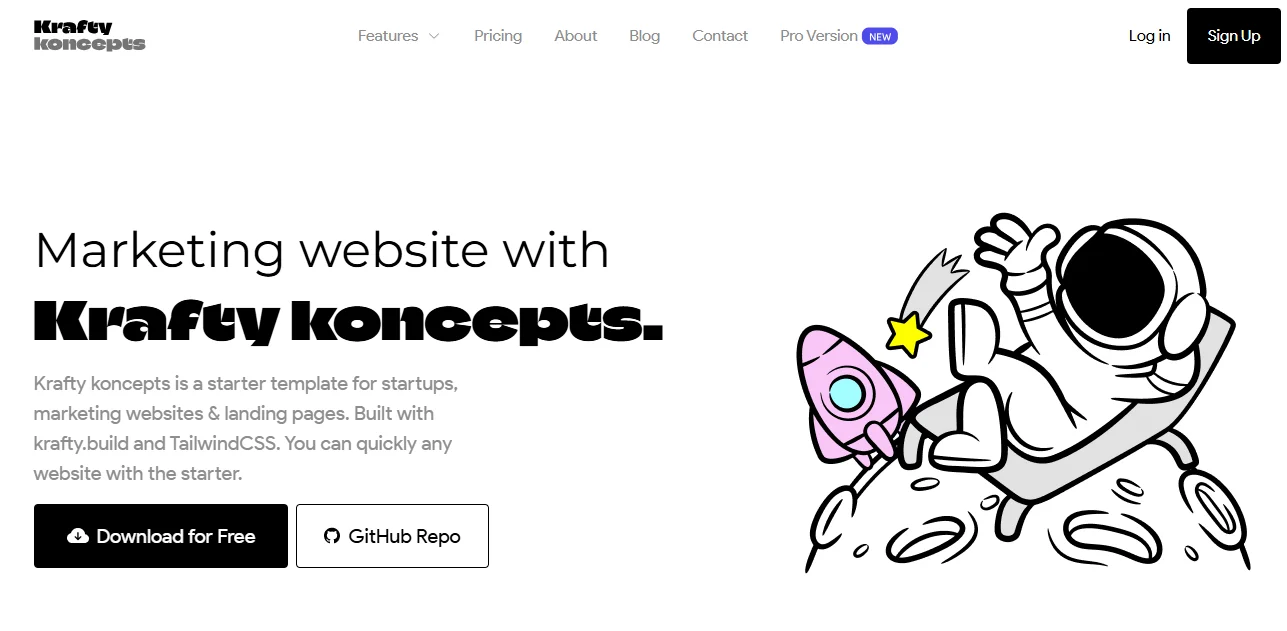 Krafty
koncepts
Features
Pricing
About
Blog
Contact
Pro Version NEW
Log in
Sign Up
Marketing website with
Krafty koncepts.
Krafty koncepts is a starter template for startups,
marketing websites & landing pages. Built with
krafty.build and TailwindCSS. You can quickly any
website with the starter.
Download for Free
GitHub Repo